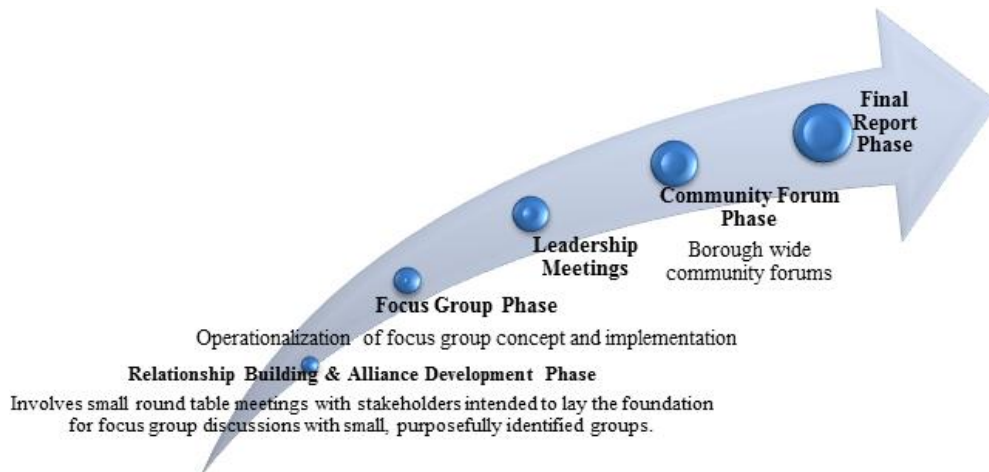 Final
Report
Phase
Community Forum
Phase
Borough wide
community forums
Leadership
Meetings
Focus Group Phase
Operationalization of focus group concept and implementation
Relationship Building & Alliance Development Phase
Involves small round table meetings with stakeholders intended to lay the foundation
for focus group discussions with small, purposefully identified groups.